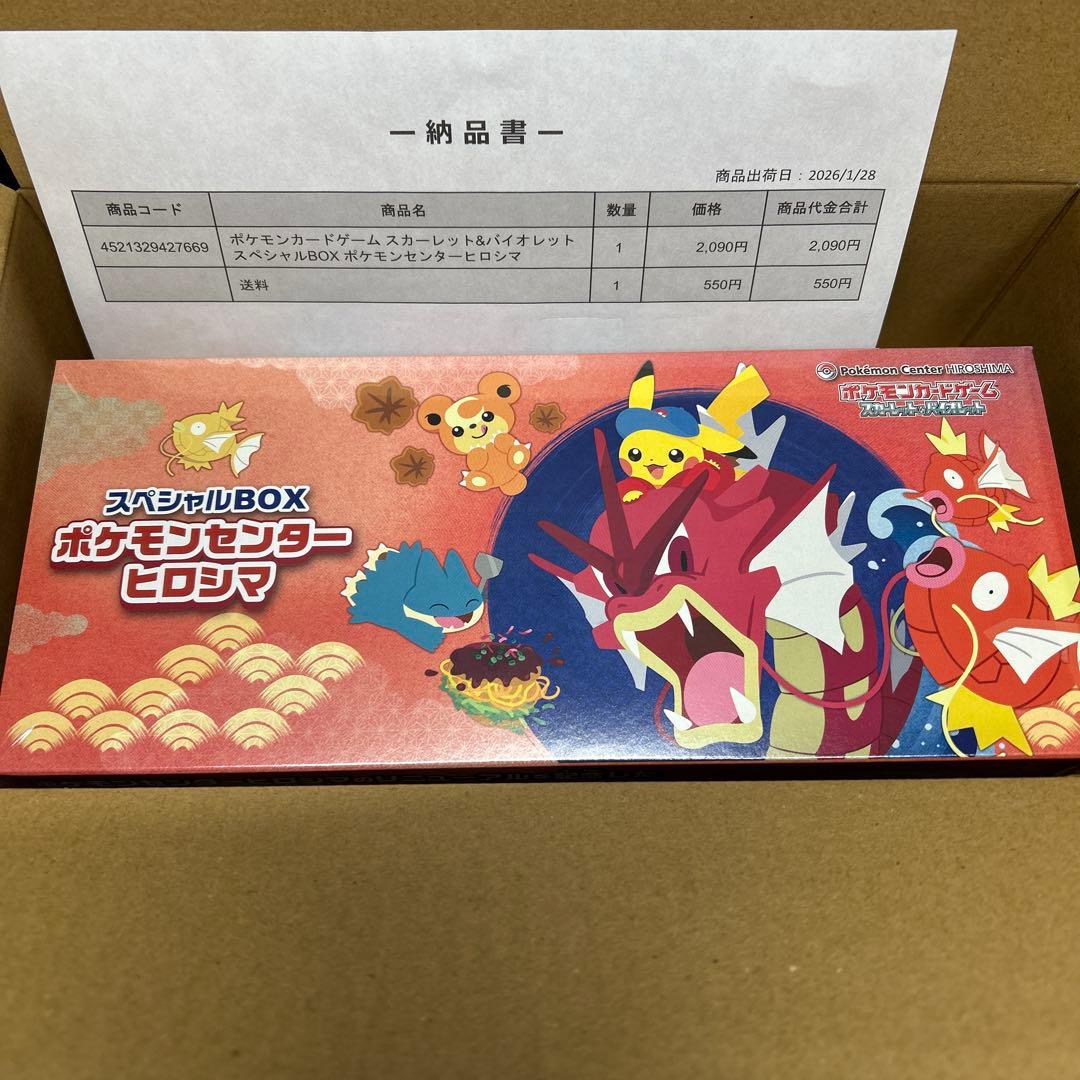 ー納品書ー
商品出荷日：2026/1/28
商品コード 商品名 数量 価格 商品代金合計
4521329427669 ポケモンカードゲーム スカーレット&バイオレット 1 2,090円 2,090円
スペシャルBOX ポケモンセンターヒロシマ
送料 1 550円 550円
Pokémon Center HIROSHIMA
ポケモンカードゲーム
スカーレット&バイオレット
スペシャルBOX
ポケモンセンター
ヒロシマ